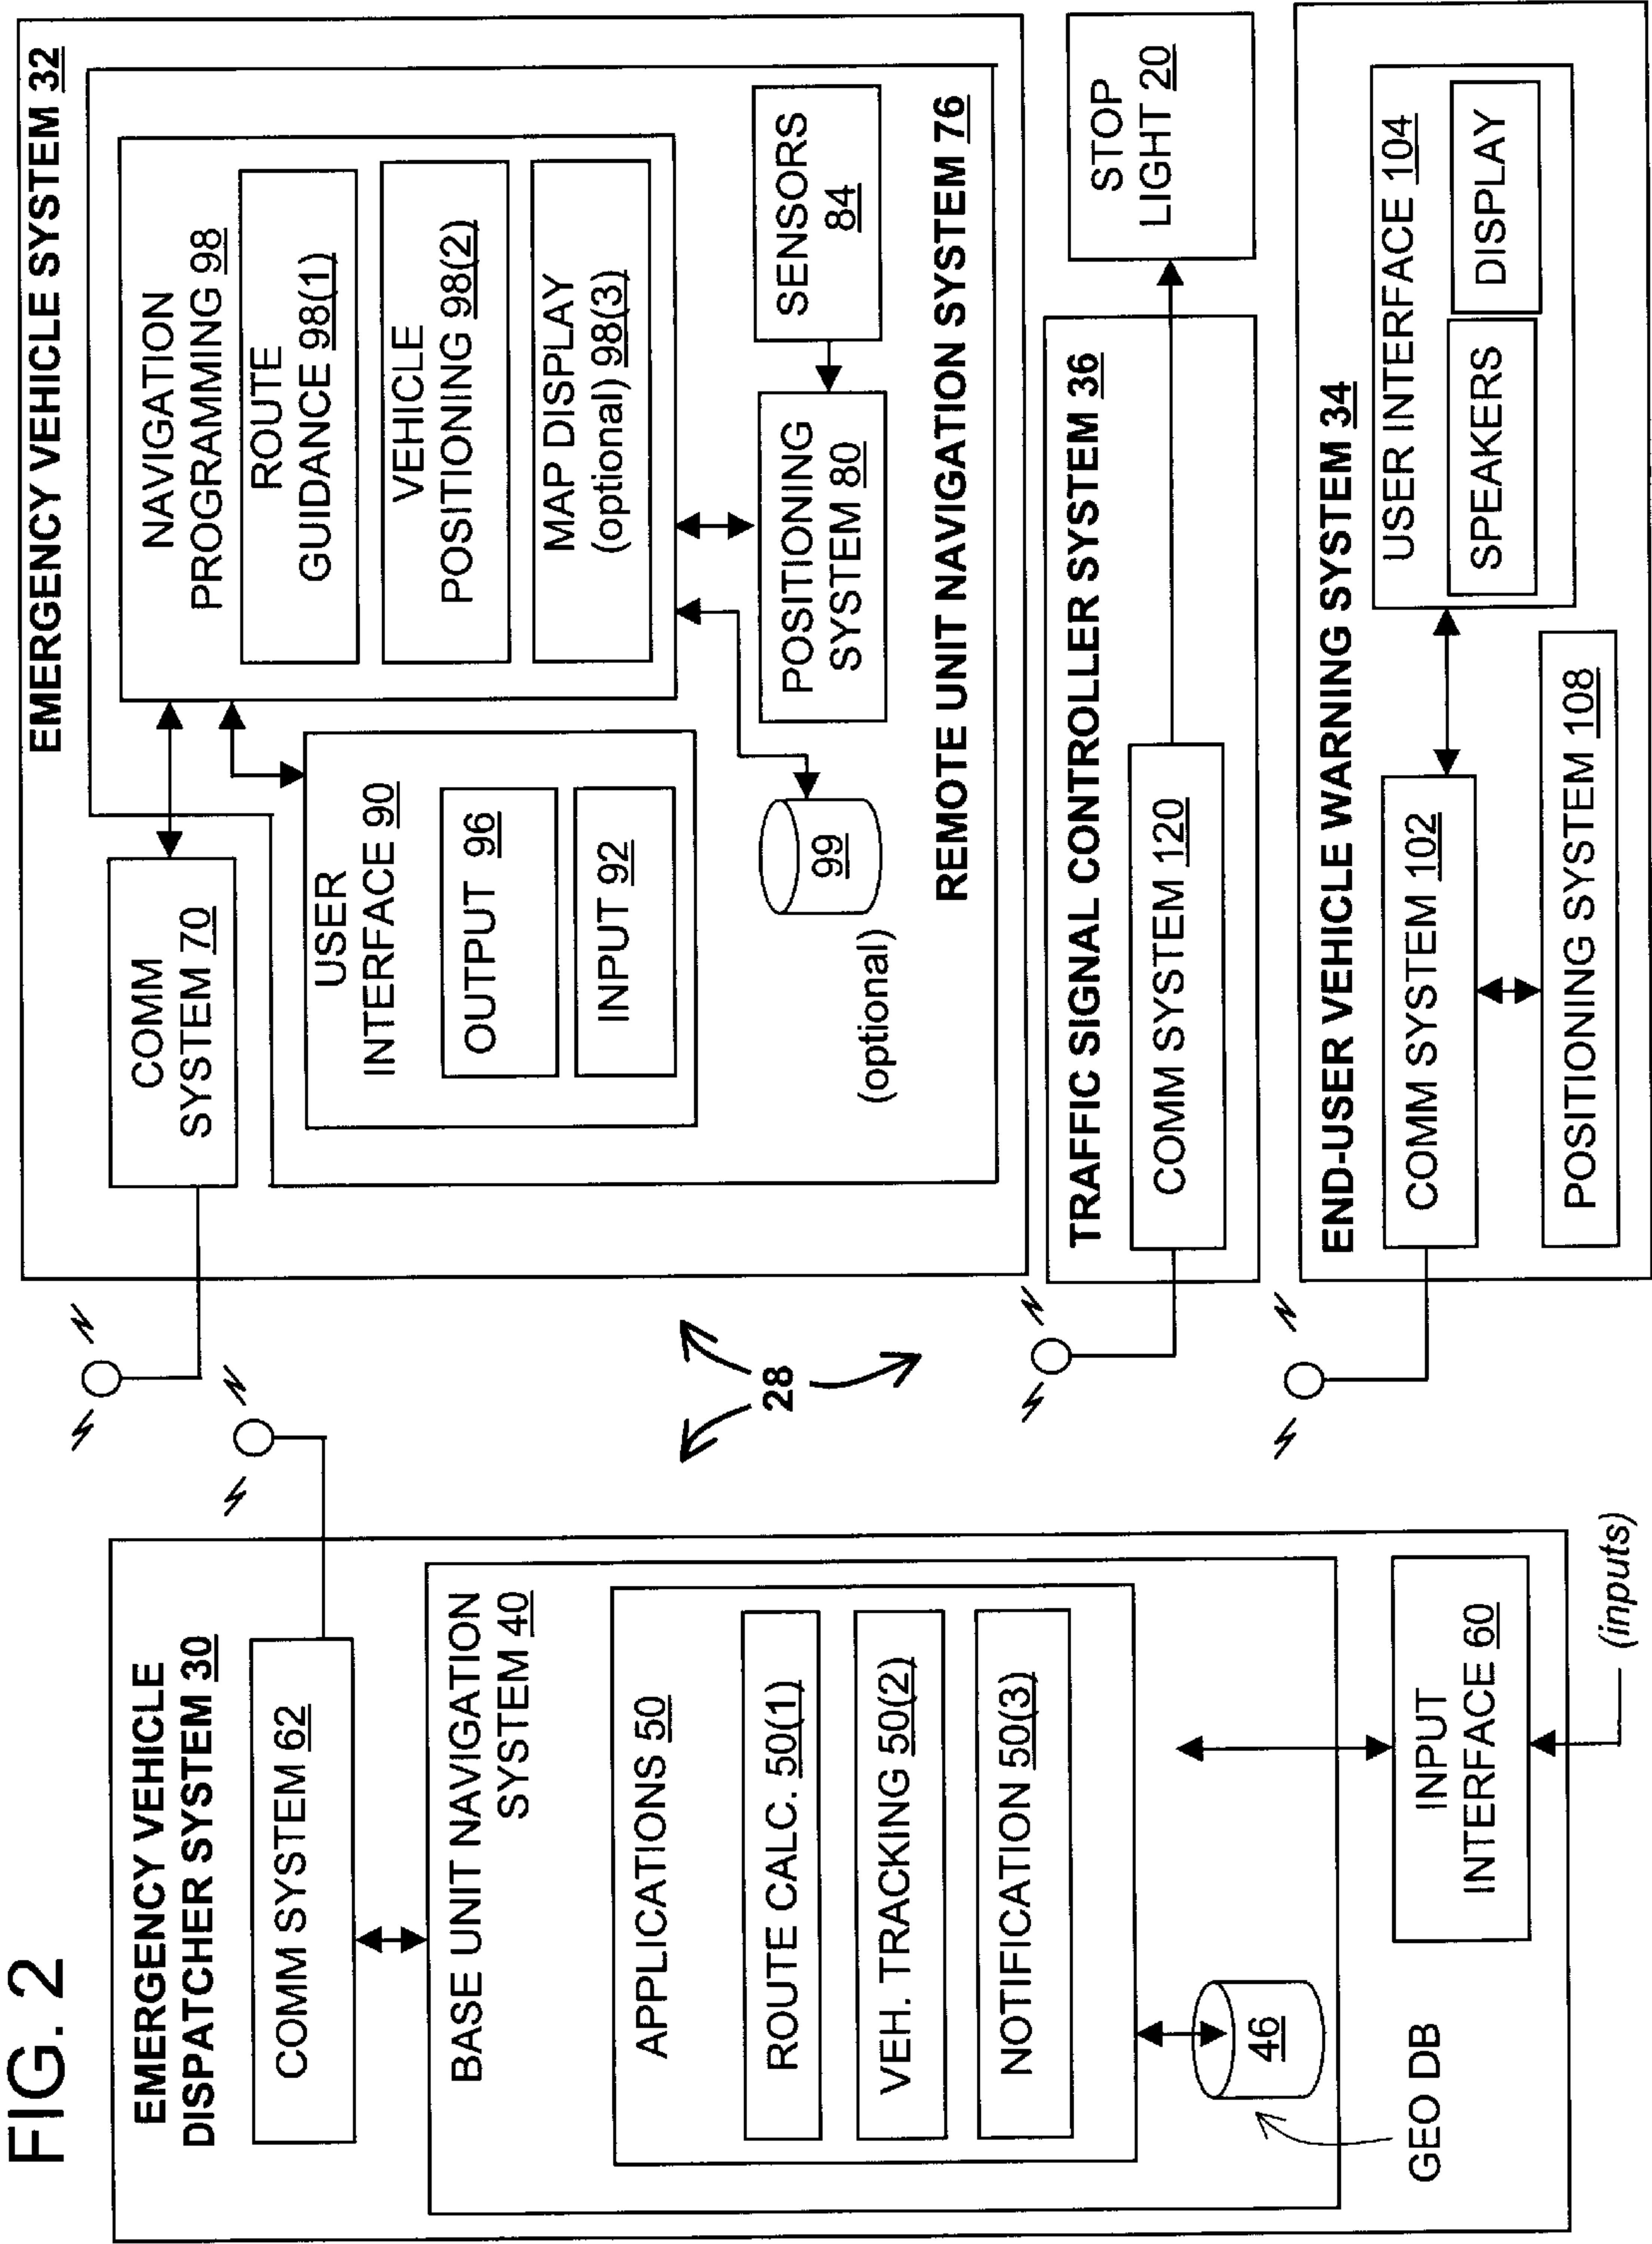 FIG. 2
EMERGENCY VEHICLE
DISPATCHER SYSTEM 30
COMM SYSTEM 62
BASE UNIT NAVIGATION
SYSTEM 40
APPLICATIONS 50
ROUTE CALC. 50(1)
VEH. TRACKING 50(2)
NOTIFICATION 50(3)
46
GEO DB
INPUT
INTERFACE 60
(inputs)
28
EMERGENCY VEHICLE SYSTEM 32
COMM
SYSTEM 70
NAVIGATION
PROGRAMMING 98
ROUTE
GUIDANCE 98(1)
VEHICLE
POSITIONING 98(2)
MAP DISPLAY
(optional) 98(3)
USER
INTERFACE 90
OUTPUT 96
INPUT 92
99
(optional)
POSITIONING
SYSTEM 80
SENSORS
84
REMOTE UNIT NAVIGATION SYSTEM 76
TRAFFIC SIGNAL CONTROLLER SYSTEM 36
COMM SYSTEM 120
STOP
LIGHT 20
END-USER VEHICLE WARNING SYSTEM 34
COMM SYSTEM 102
USER INTERFACE 104
SPEAKERS
DISPLAY
POSITIONING SYSTEM 108